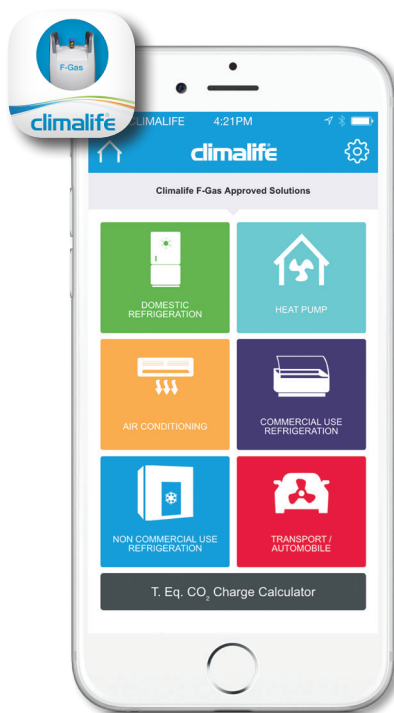 F-Gas
climalife
CLIMALIFE 4:21PM
climalife
Climalife F-Gas Approved Solutions
DOMESTIC
REFRIGERATION
HEAT PUMP
AIR CONDITIONING
COMMERCIAL USE
REFRIGERATION
NON COMMERCIAL USE
REFRIGERATION
TRANSPORT /
AUTOMOBILE
T. Eq. CO₂ Charge Calculator